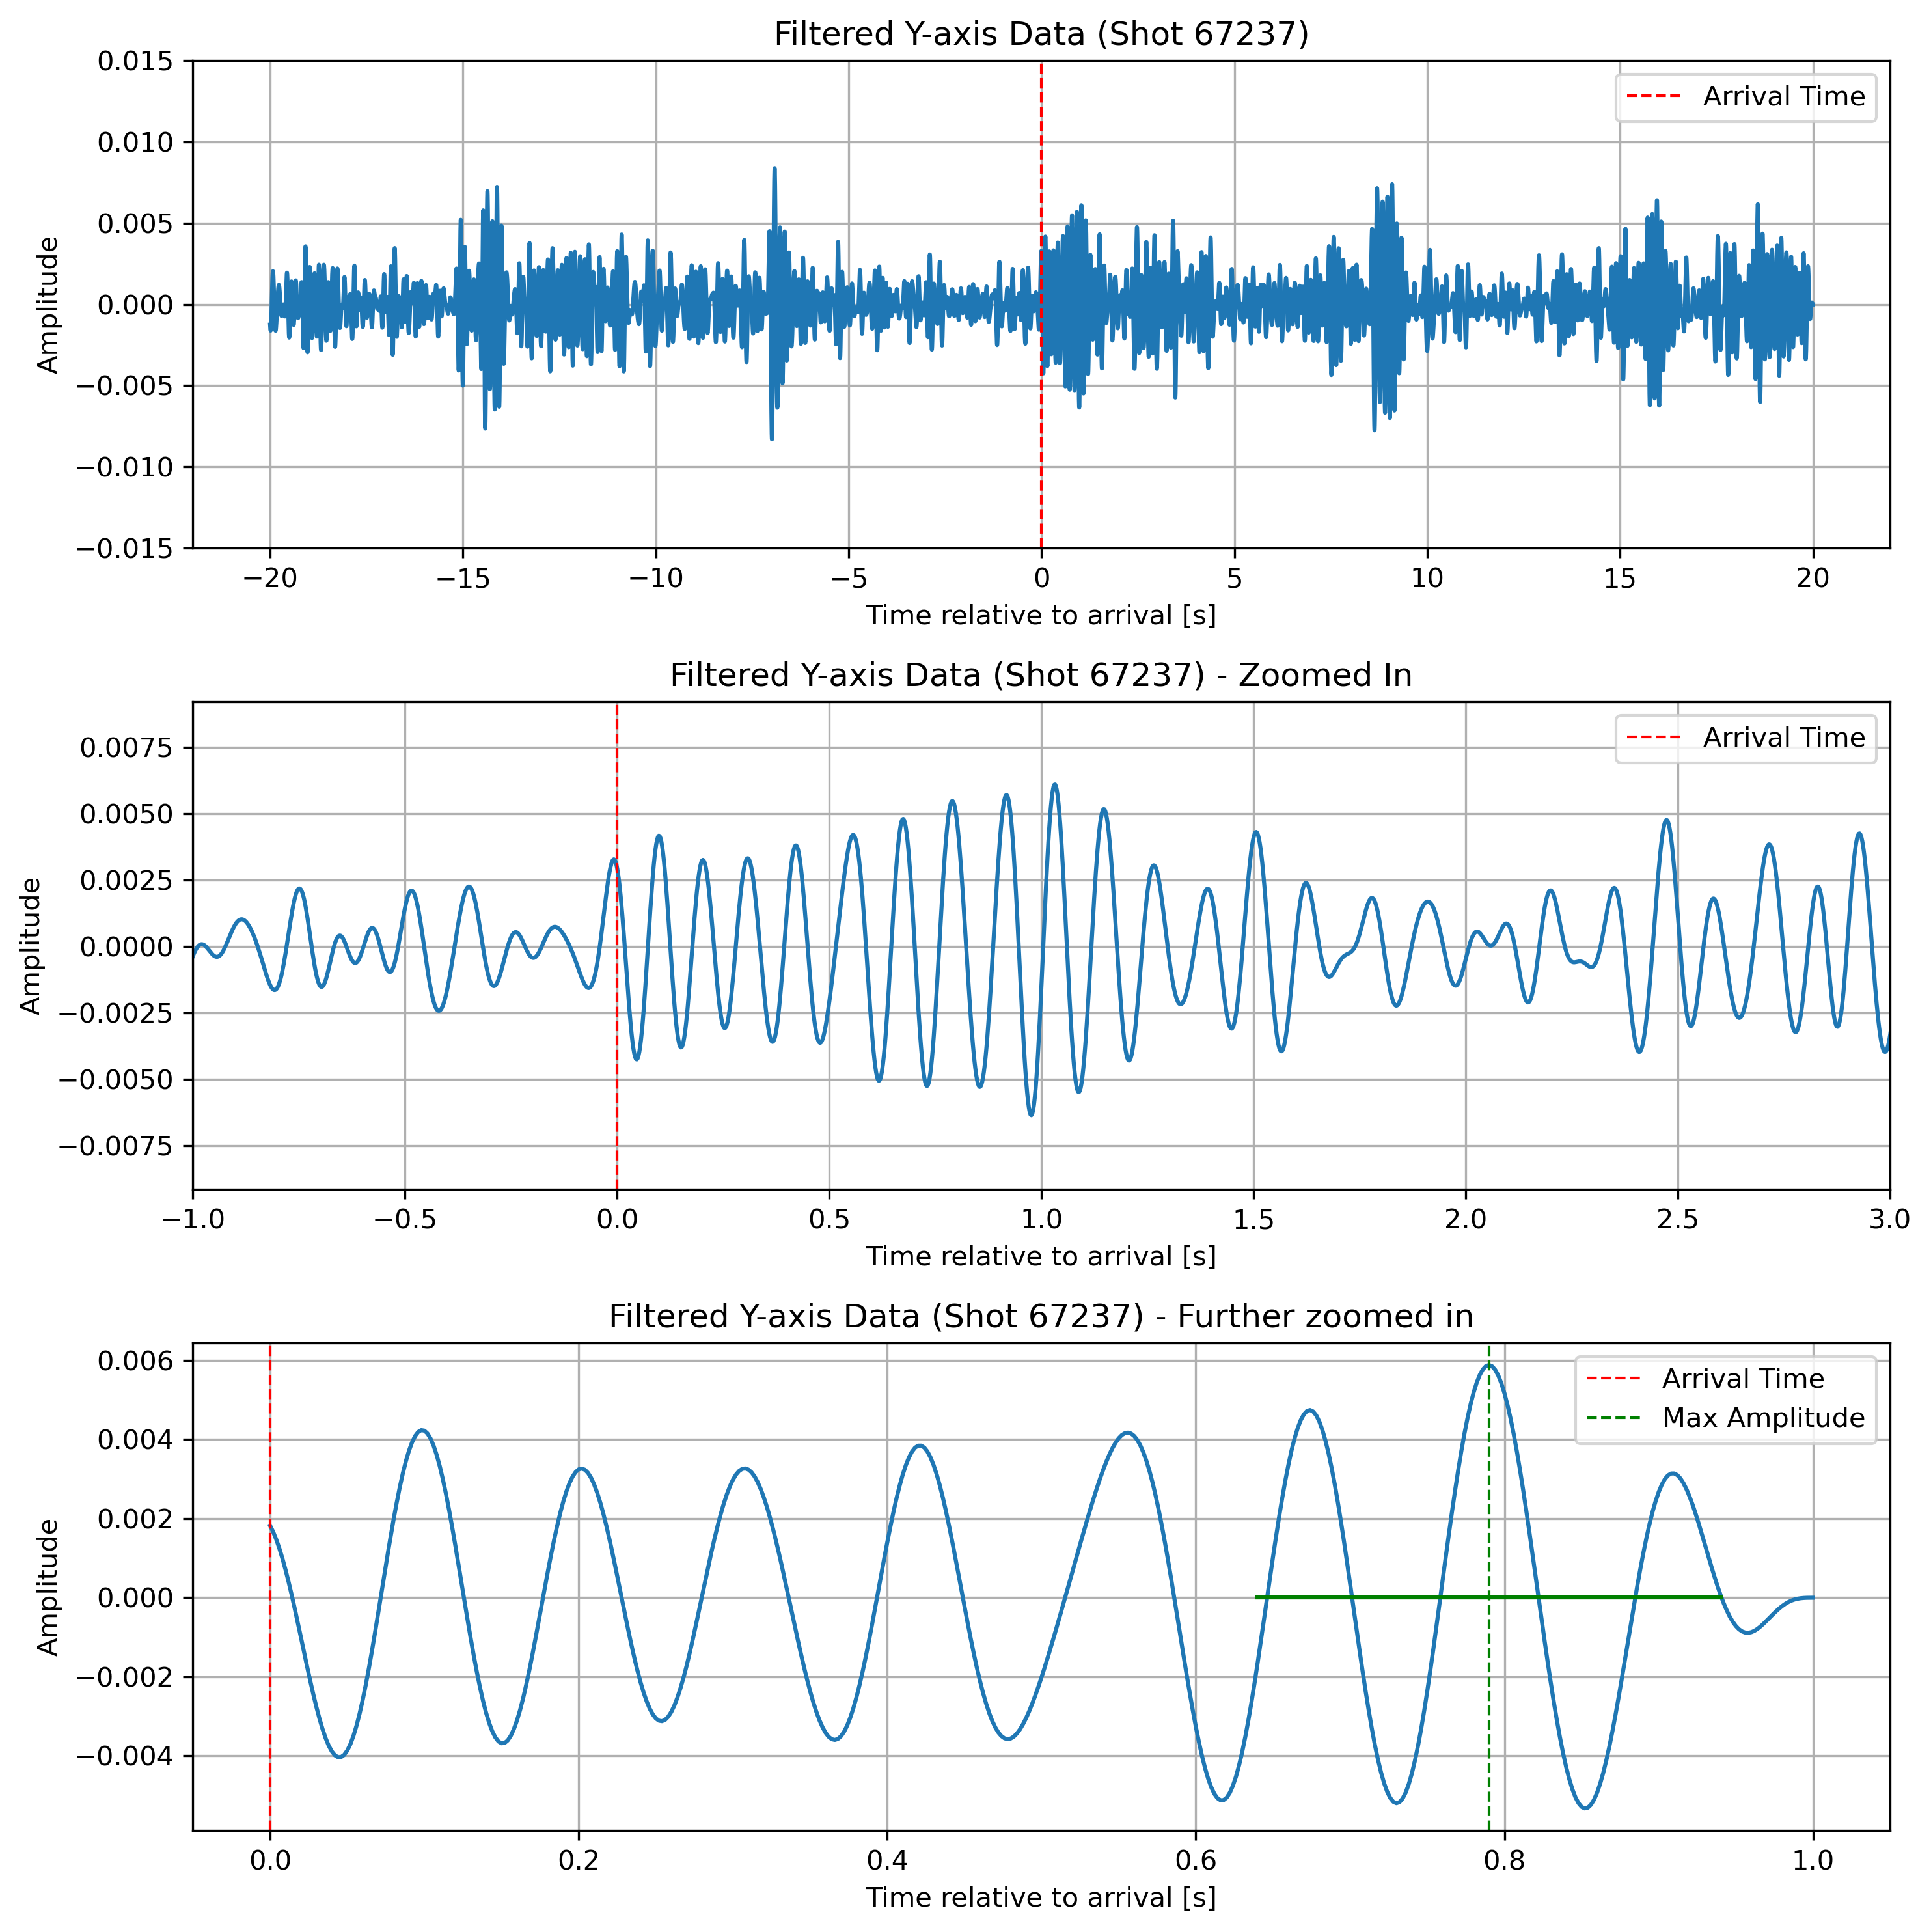 Filtered Y-axis Data (Shot 67237)
0.015
0.010
0.005
0.000
−0.005
−0.010
−0.015
Amplitude
Arrival Time
−20 −15 −10 −5 0 5 10 15 20
Time relative to arrival [s]
Filtered Y-axis Data (Shot 67237) - Zoomed In
0.0075
0.0050
0.0025
0.0000
−0.0025
−0.0050
−0.0075
Amplitude
Arrival Time
−1.0 −0.5 0.0 0.5 1.0 1.5 2.0 2.5 3.0
Time relative to arrival [s]
Filtered Y-axis Data (Shot 67237) - Further zoomed in
0.006
0.004
0.002
0.000
−0.002
−0.004
Amplitude
Arrival Time
Max Amplitude
0.0 0.2 0.4 0.6 0.8 1.0
Time relative to arrival [s]